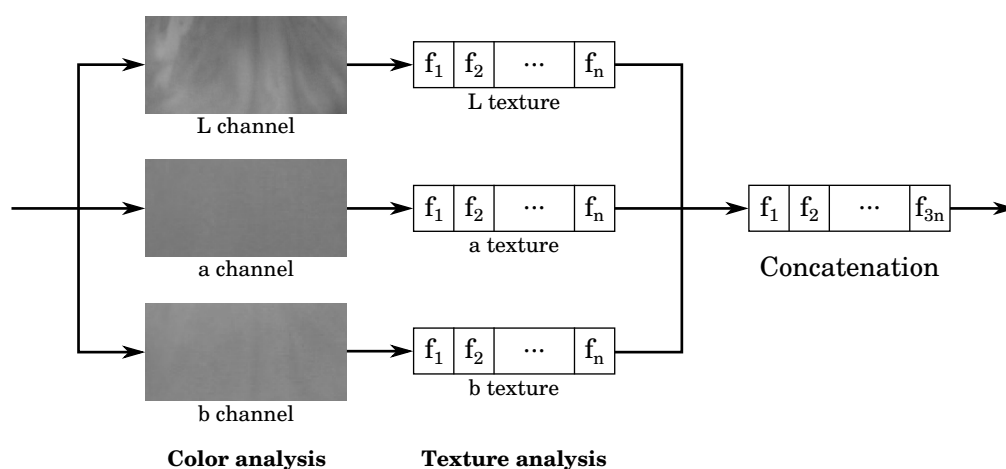 f1 f2 ... fn
L texture
L channel
f1 f2 ... fn
a texture
a channel
f1 f2 ... f3n
Concatenation
f1 f2 ... fn
b texture
b channel
Color analysis
Texture analysis